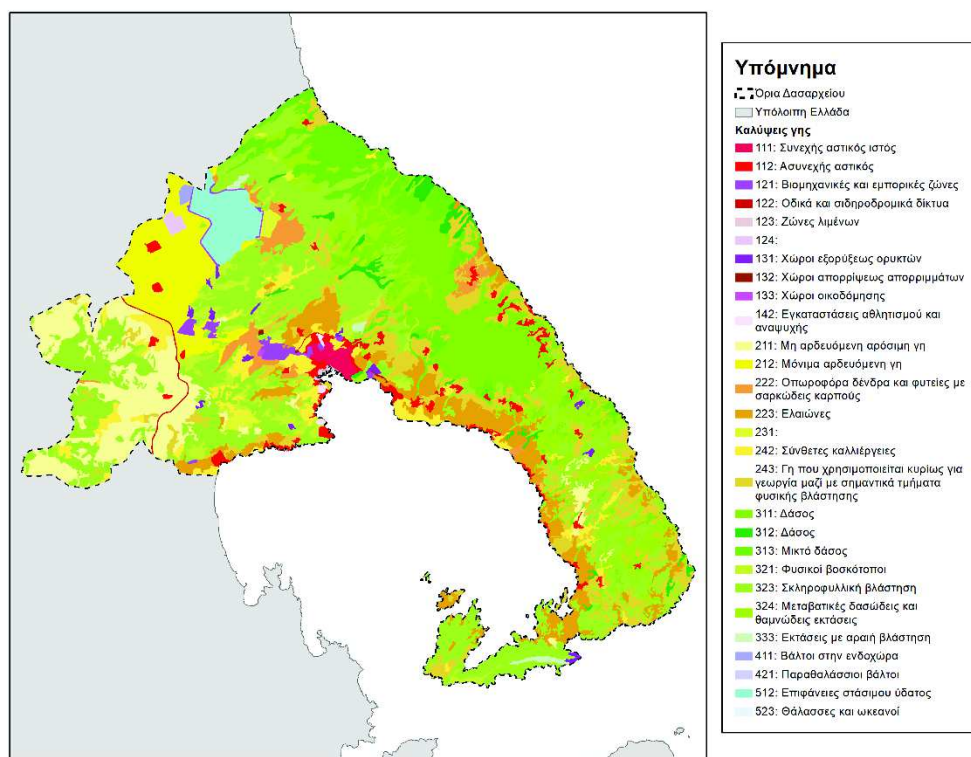 Υπόμνημα
Όρια Δασαρχείου
Υπόλοιπη Ελλάδα
Καλύψεις γης
111: Συνεχής αστικός ιστός
112: Ασυνεχής αστικός
121: Βιομηχανικές και εμπορικές ζώνες
122: Οδικά και σιδηροδρομικά δίκτυα
123: Ζώνες λιμένων
124:
131: Χώροι εξορύξεως ορυκτών
132: Χώροι απορρίψεως απορριμμάτων
133: Χώροι οικοδόμησης
142: Εγκαταστάσεις αθλητισμού και
αναψυχής
211: Μη αρδευόμενη αρόσιμη γη
212: Μόνιμα αρδευόμενη γη
222: Οπωροφόρα δένδρα και φυτείες με
σαρκώδεις καρπούς
223: Ελαιώνες
231:
242: Σύνθετες καλλιέργειες
243: Γη που χρησιμοποιείται κυρίως για
γεωργία μαζί με σημαντικά τμήματα
φυσικής βλάστησης
311: Δάσος
312: Δάσος
313: Μικτό δάσος
321: Φυσικοί βοσκότοποι
323: Σκληροφυλλική βλάστηση
324: Μεταβατικές δασώδεις και
θαμνώδεις εκτάσεις
333: Εκτάσεις με αραιή βλάστηση
411: Βάλτοι στην ενδοχώρα
421: Παραθαλάσσιοι βάλτοι
512: Επιφάνειες στάσιμου ύδατος
523: Θάλασσες και ωκεανοί